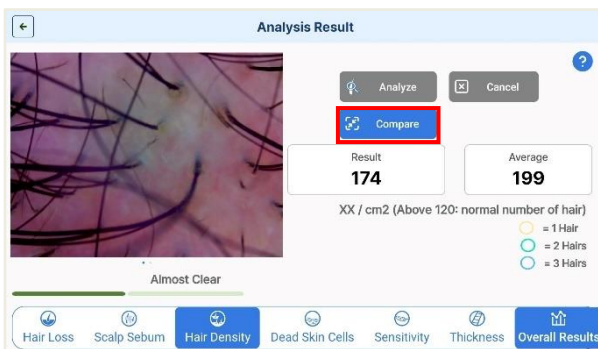 Analysis Result
?
Analyze
Cancel
Compare
Result
174
Average
199
XX / cm2 (Above 120: normal number of hair)
= 1 Hair
= 2 Hairs
= 3 Hairs
Almost Clear
Hair Loss
Scalp Sebum
Hair Density
Dead Skin Cells
Sensitivity
Thickness
Overall Results